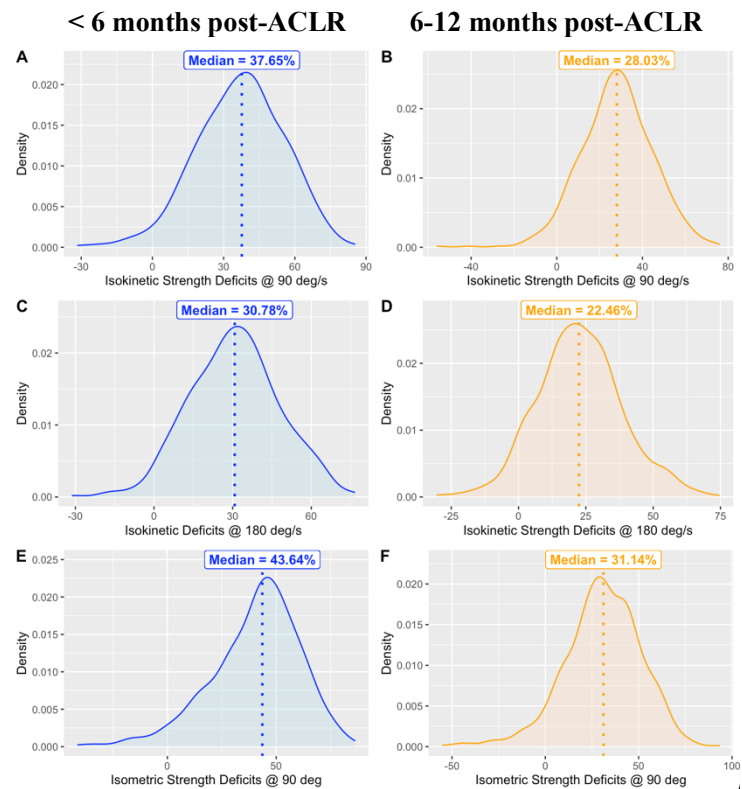 < 6 months post-ACLR
6-12 months post-ACLR
A
Median = 37.65%
0.020
0.015
0.010
0.005
0.000
Density
-30
0
30
60
90
Isokinetic Strength Deficits @ 90 deg/s
B
Median = 28.03%
0.02
0.01
0.00
Density
-40
0
40
80
Isokinetic Strength Deficits @ 90 deg/s
C
Median = 30.78%
0.02
0.01
0.00
Density
-30
0
30
60
Isokinetic Deficits @ 180 deg/s
D
Median = 22.46%
0.02
0.01
0.00
Density
-25
0
25
50
75
Isokinetic Strength Deficits @ 180 deg/s
E
Median = 43.64%
0.025
0.020
0.015
0.010
0.005
0.000
Density
0
50
Isometric Strength Deficits @ 90 deg
F
Median = 31.14%
0.020
0.015
0.010
0.005
0.000
Density
-50
0
50
100
Isometric Strength Deficits @ 90 deg